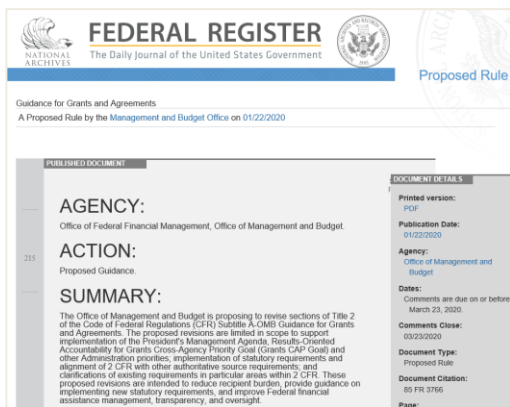 FEDERAL REGISTER
The Daily Journal of the United States Government
NATIONAL
ARCHIVES
Proposed Rule
Guidance for Grants and Agreements
A Proposed Rule by the Management and Budget Office on 01/22/2020
PUBLISHED DOCUMENT
215
AGENCY:
Office of Federal Financial Management, Office of Management and Budget.
ACTION:
Proposed Guidance.
SUMMARY:
The Office of Management and Budget is proposing to revise sections of Title 2
of the Code of Federal Regulations (CFR) Subtitle A-OMB Guidance for Grants
and Agreements. The proposed revisions are limited in scope to support
implementation of the President's Management Agenda, Results-Oriented
Accountability for Grants Cross-Agency Priority Goal (Grants CAP Goal) and
other Administration priorities; implementation of statutory requirements and
alignment of 2 CFR with other authoritative source requirements; and
clarifications of existing requirements in particular areas within 2 CFR. These
proposed revisions are intended to reduce recipient burden, provide guidance on
implementing new statutory requirements, and improve Federal financial
assistance management, transparency, and oversight.
DOCUMENT DETAILS
Printed version:
PDF
Publication Date:
01/22/2020
Agency:
Office of Management and
Budget
Dates:
Comments are due on or before
March 23, 2020.
Comments Close:
03/23/2020
Document Type:
Proposed Rule
Document Citation:
85 FR 3766
Page: